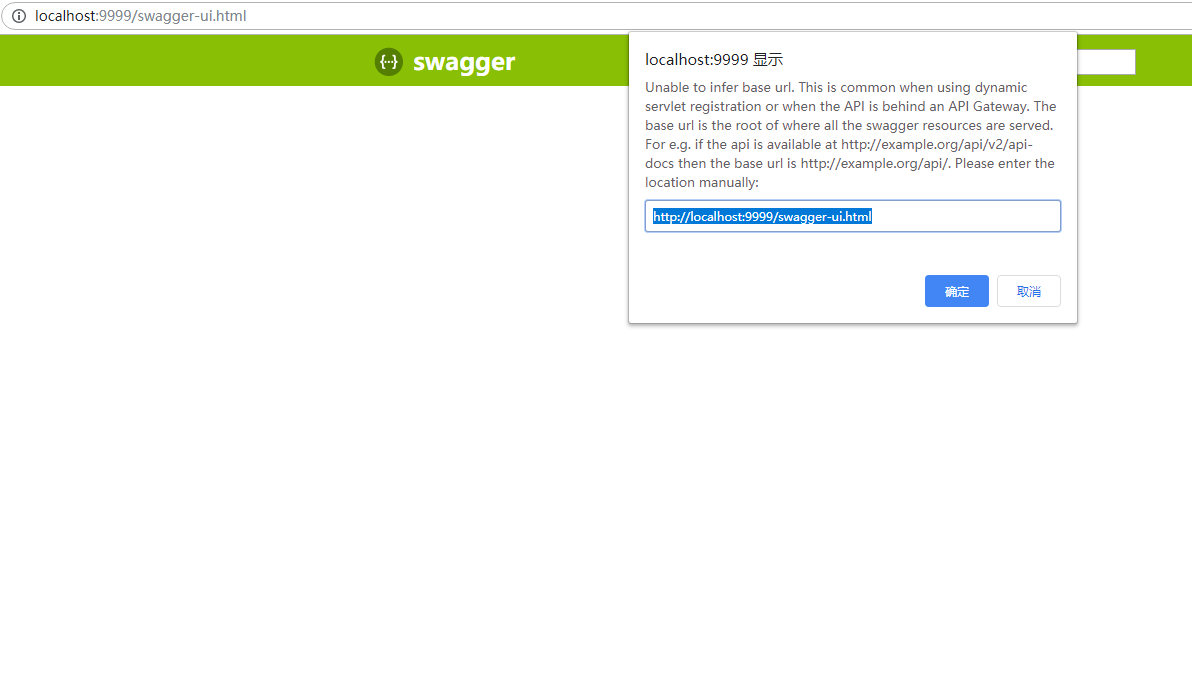 localhost:9999/swagger-ui.html
{··} swagger
localhost:9999 显示
Unable to infer base url. This is common when using dynamic
servlet registration or when the API is behind an API Gateway. The
base url is the root of where all the swagger resources are served.
For e.g. if the api is available at http://example.org/api/v2/api-
docs then the base url is http://example.org/api/. Please enter the
location manually:
http://localhost:9999/swagger-ui.html
确定 取消